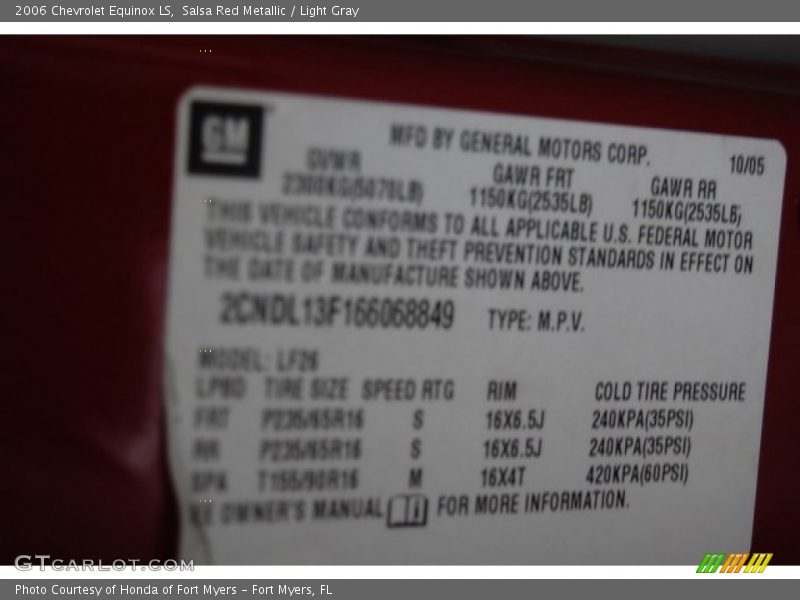 2006 Chevrolet Equinox LS, Salsa Red Metallic / Light Gray
GM
MFD BY GENERAL MOTORS CORP.
10/05
GVWR GAWR FRT GAWR RR
2300KG(5070LB) 1150KG(2535LB) 1150KG(2535LB)
THIS VEHICLE CONFORMS TO ALL APPLICABLE U.S. FEDERAL MOTOR
VEHICLE SAFETY AND THEFT PREVENTION STANDARDS IN EFFECT ON
THE DATE OF MANUFACTURE SHOWN ABOVE.
2CNDL13F166068849 TYPE: M.P.V.
MODEL: LF26
TIRE SIZE SPEED RTG RIM COLD TIRE PRESSURE
FRT P235/65R16 S 16X6.5J 240KPA(35PSI)
RR P235/65R16 S 16X6.5J 240KPA(35PSI)
SPA T155/90R16 M 16X4T 420KPA(60PSI)
OWNER'S MANUAL FOR MORE INFORMATION.
GTcarlot.com
Photo Courtesy of Honda of Fort Myers - Fort Myers, FL